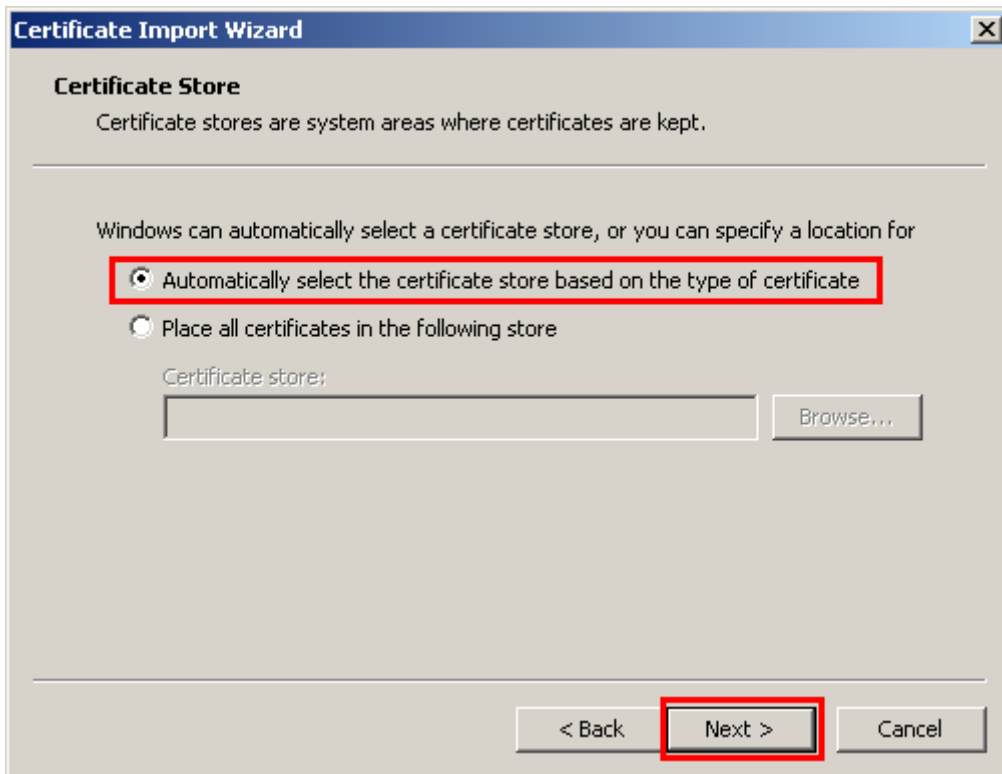 Certificate Import Wizard
Certificate Store
Certificate stores are system areas where certificates are kept.
Windows can automatically select a certificate store, or you can specify a location for
Automatically select the certificate store based on the type of certificate
Place all certificates in the following store
Certificate store:
Browse...
< Back
Next >
Cancel